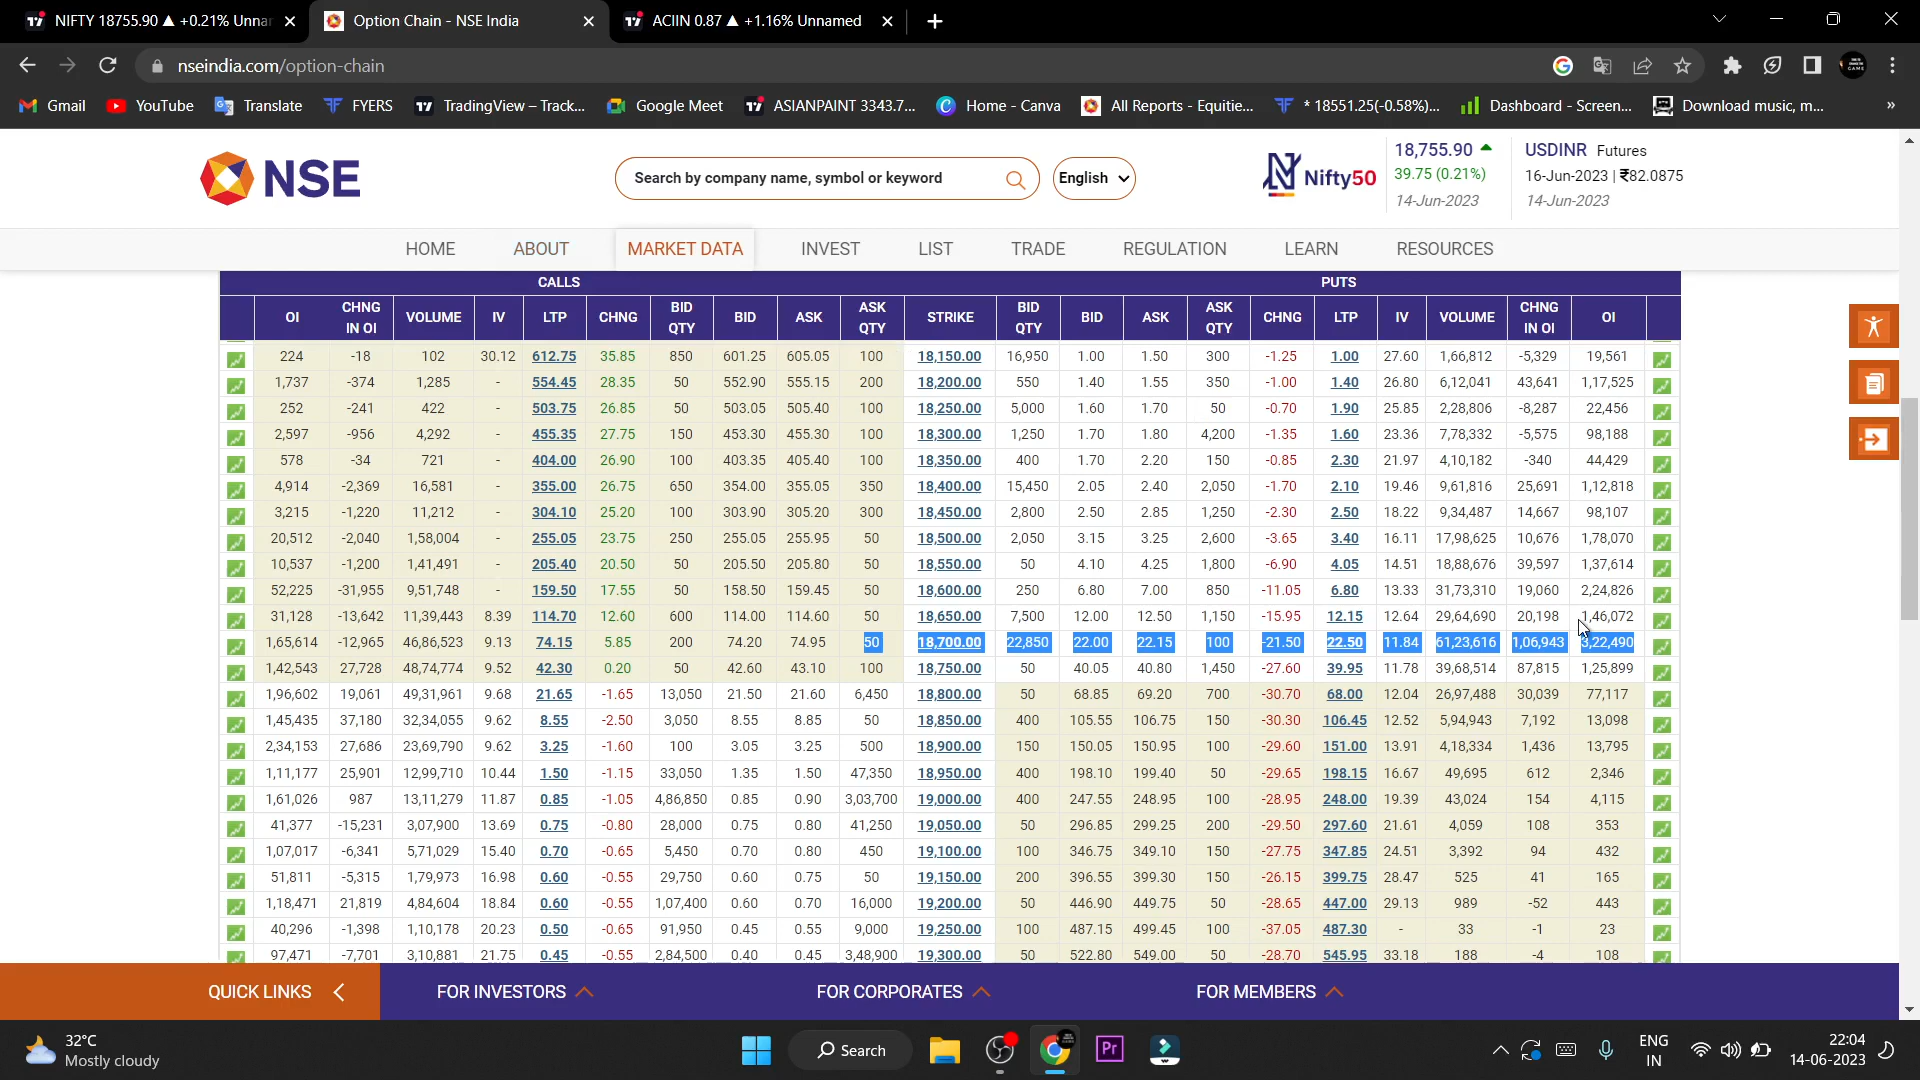 NIFTY 18755.90 ▲ +0.21% Unnar
Option Chain - NSE India
ACIIN 0.87 ▲ +1.16% Unnamed
nseindia.com/option-chain
Gmail YouTube Translate FYERS TradingView – Track... Google Meet ASIANPAINT 3343.7... Home - Canva All Reports - Equitie... * 18551.25(-0.58%)... Dashboard - Screen... Download music, m... »
NSE
Search by company name, symbol or keyword
English
Nifty50
18,755.90
39.75 (0.21%)
14-Jun-2023
USDINR Futures
16-Jun-2023 | ₹82.0875
14-Jun-2023
HOME ABOUT MARKET DATA INVEST LIST TRADE REGULATION LEARN RESOURCES
CALLS PUTS
OI CHNG IN OI VOLUME IV LTP CHNG BID QTY BID ASK ASK QTY STRIKE BID QTY BID ASK ASK QTY CHNG LTP IV VOLUME CHNG IN OI OI
224 -18 102 30.12 612.75 35.85 850 601.25 605.05 100 18,150.00 16,950 1.00 1.50 300 -1.25 1.00 27.60 1,66,812 -5,329 19,561
1,737 -374 1,285 - 554.45 28.35 50 552.90 555.15 200 18,200.00 550 1.40 1.55 350 -1.00 1.40 26.80 6,12,041 43,641 1,17,525
252 -241 422 - 503.75 26.85 50 503.05 505.40 100 18,250.00 5,000 1.60 1.70 50 -0.70 1.90 25.85 2,28,806 -8,287 22,456
2,597 -956 4,292 - 455.35 27.75 150 453.30 455.30 100 18,300.00 1,250 1.70 1.80 4,200 -1.35 1.60 23.36 7,78,332 -5,575 98,188
578 -34 721 - 404.00 26.90 100 403.35 405.40 100 18,350.00 400 1.70 2.20 150 -0.85 2.30 21.97 4,10,182 -340 44,429
4,914 -2,369 16,581 - 355.00 26.75 650 354.00 355.05 350 18,400.00 15,450 2.05 2.40 2,050 -1.70 2.10 19.46 9,61,816 25,691 1,12,818
3,215 -1,220 11,212 - 304.10 25.20 100 303.90 305.20 300 18,450.00 2,800 2.50 2.85 1,250 -2.30 2.50 18.22 9,34,487 14,667 98,107
20,512 -2,040 1,58,004 - 255.05 23.75 250 255.05 255.95 50 18,500.00 2,050 3.15 3.25 2,600 -3.65 3.40 16.11 17,98,625 10,676 1,78,070
10,537 -1,200 1,41,491 - 205.40 20.50 50 205.50 205.80 50 18,550.00 50 4.10 4.25 1,800 -6.90 4.05 14.51 18,88,676 39,597 1,37,614
52,225 -31,955 9,51,748 - 159.50 17.55 50 158.50 159.45 50 18,600.00 250 6.80 7.00 850 -11.05 6.80 13.33 31,73,310 19,060 2,24,826
31,128 -13,642 11,39,443 8.39 114.70 12.60 600 114.00 114.60 50 18,650.00 7,500 12.00 12.50 1,150 -15.95 12.15 12.64 29,64,690 20,198 1,46,072
1,65,614 -12,965 46,86,523 9.13 74.15 5.85 200 74.20 74.95 50 18,700.00 22,850 22.00 22.15 100 -21.50 22.50 11.84 61,23,616 1,06,943 3,22,490
1,42,543 27,728 48,74,774 9.52 42.30 0.20 50 42.60 43.10 100 18,750.00 50 40.05 40.80 1,450 -27.60 39.95 11.78 39,68,514 87,815 1,25,899
1,96,602 19,061 49,31,961 9.68 21.65 -1.65 13,050 21.50 21.60 6,450 18,800.00 50 68.85 69.20 700 -30.70 68.00 12.04 26,97,488 30,039 77,117
1,45,435 37,180 32,34,055 9.62 8.55 -2.50 3,050 8.55 8.85 50 18,850.00 400 105.55 106.75 150 -30.30 106.45 12.52 5,94,943 7,192 13,098
2,34,153 27,686 23,69,790 9.62 3.25 -1.60 100 3.05 3.25 500 18,900.00 150 150.05 150.95 100 -29.60 151.00 13.91 4,18,334 1,436 13,795
1,11,177 25,901 12,99,710 10.44 1.50 -1.15 33,050 1.35 1.50 47,350 18,950.00 400 198.10 199.40 50 -29.65 198.15 16.67 49,695 612 2,346
1,61,026 987 13,11,279 11.87 0.85 -1.05 4,86,850 0.85 0.90 3,03,700 19,000.00 400 247.55 248.95 100 -28.95 248.00 19.39 43,024 154 4,115
41,377 -15,231 3,07,900 13.69 0.75 -0.80 28,000 0.75 0.80 41,250 19,050.00 50 296.85 299.25 200 -29.50 297.60 21.61 4,059 108 353
1,07,017 -6,341 5,71,029 15.40 0.70 -0.65 5,450 0.70 0.80 450 19,100.00 100 346.75 349.10 150 -27.75 347.85 24.51 3,392 94 432
51,811 -5,315 1,79,973 16.98 0.60 -0.55 29,750 0.60 0.75 50 19,150.00 200 396.55 399.30 150 -26.15 399.75 28.47 525 41 165
1,18,471 21,819 4,84,604 18.84 0.60 -0.55 1,07,400 0.60 0.70 16,000 19,200.00 50 446.90 449.75 50 -28.65 447.00 29.13 989 -52 443
40,296 -1,398 1,10,178 20.23 0.50 -0.65 91,950 0.45 0.55 9,000 19,250.00 100 487.15 499.45 100 -37.05 487.30 - 33 -1 23
97,471 -7,701 3,10,881 21.75 0.45 -0.55 2,84,500 0.40 0.45 3,48,900 19,300.00 50 522.80 549.00 50 -28.70 545.95 33.18 188 -4 108
QUICK LINKS FOR INVESTORS FOR CORPORATES FOR MEMBERS
32°C
Mostly cloudy
Search
Pr
ENG
IN
22:04
14-06-2023